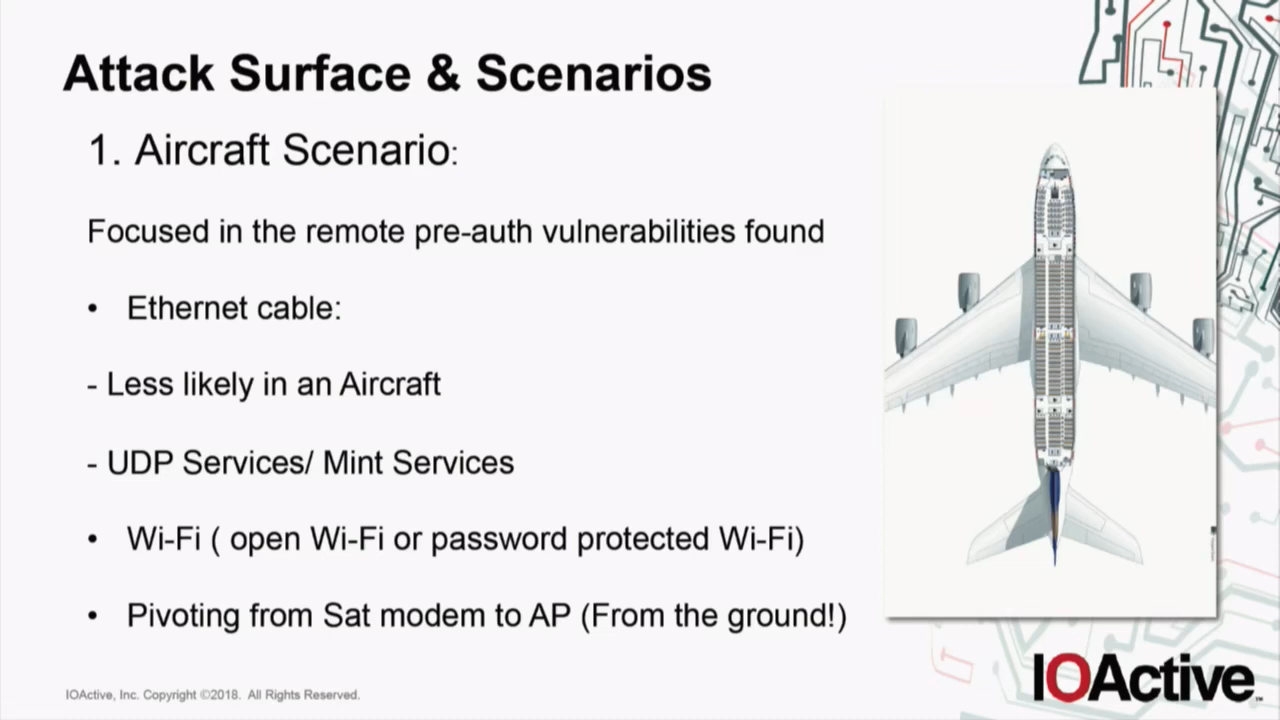 Attack Surface & Scenarios
1. Aircraft Scenario:
Focused in the remote pre-auth vulnerabilities found
• Ethernet cable:
- Less likely in an Aircraft
- UDP Services/ Mint Services
• Wi-Fi ( open Wi-Fi or password protected Wi-Fi)
• Pivoting from Sat modem to AP (From the ground!)
IOActive, Inc. Copyright ©2018. All Rights Reserved.
IOActive™